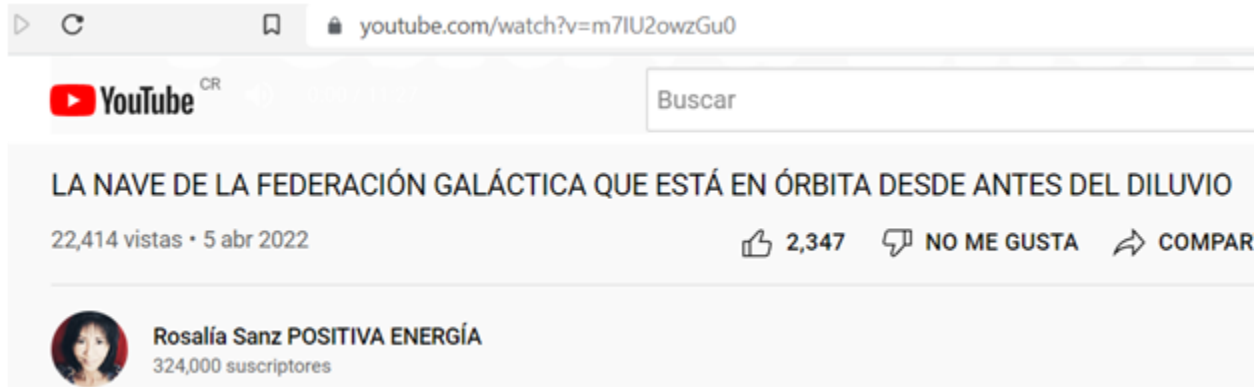 youtube.com/watch?v=m7IU2owzGu0
YouTube CR
Buscar
LA NAVE DE LA FEDERACIÓN GALÁCTICA QUE ESTÁ EN ÓRBITA DESDE ANTES DEL DILUVIO
22,414 vistas • 5 abr 2022
2,347 NO ME GUSTA COMPAR
Rosalía Sanz POSITIVA ENERGÍA
324,000 suscriptores